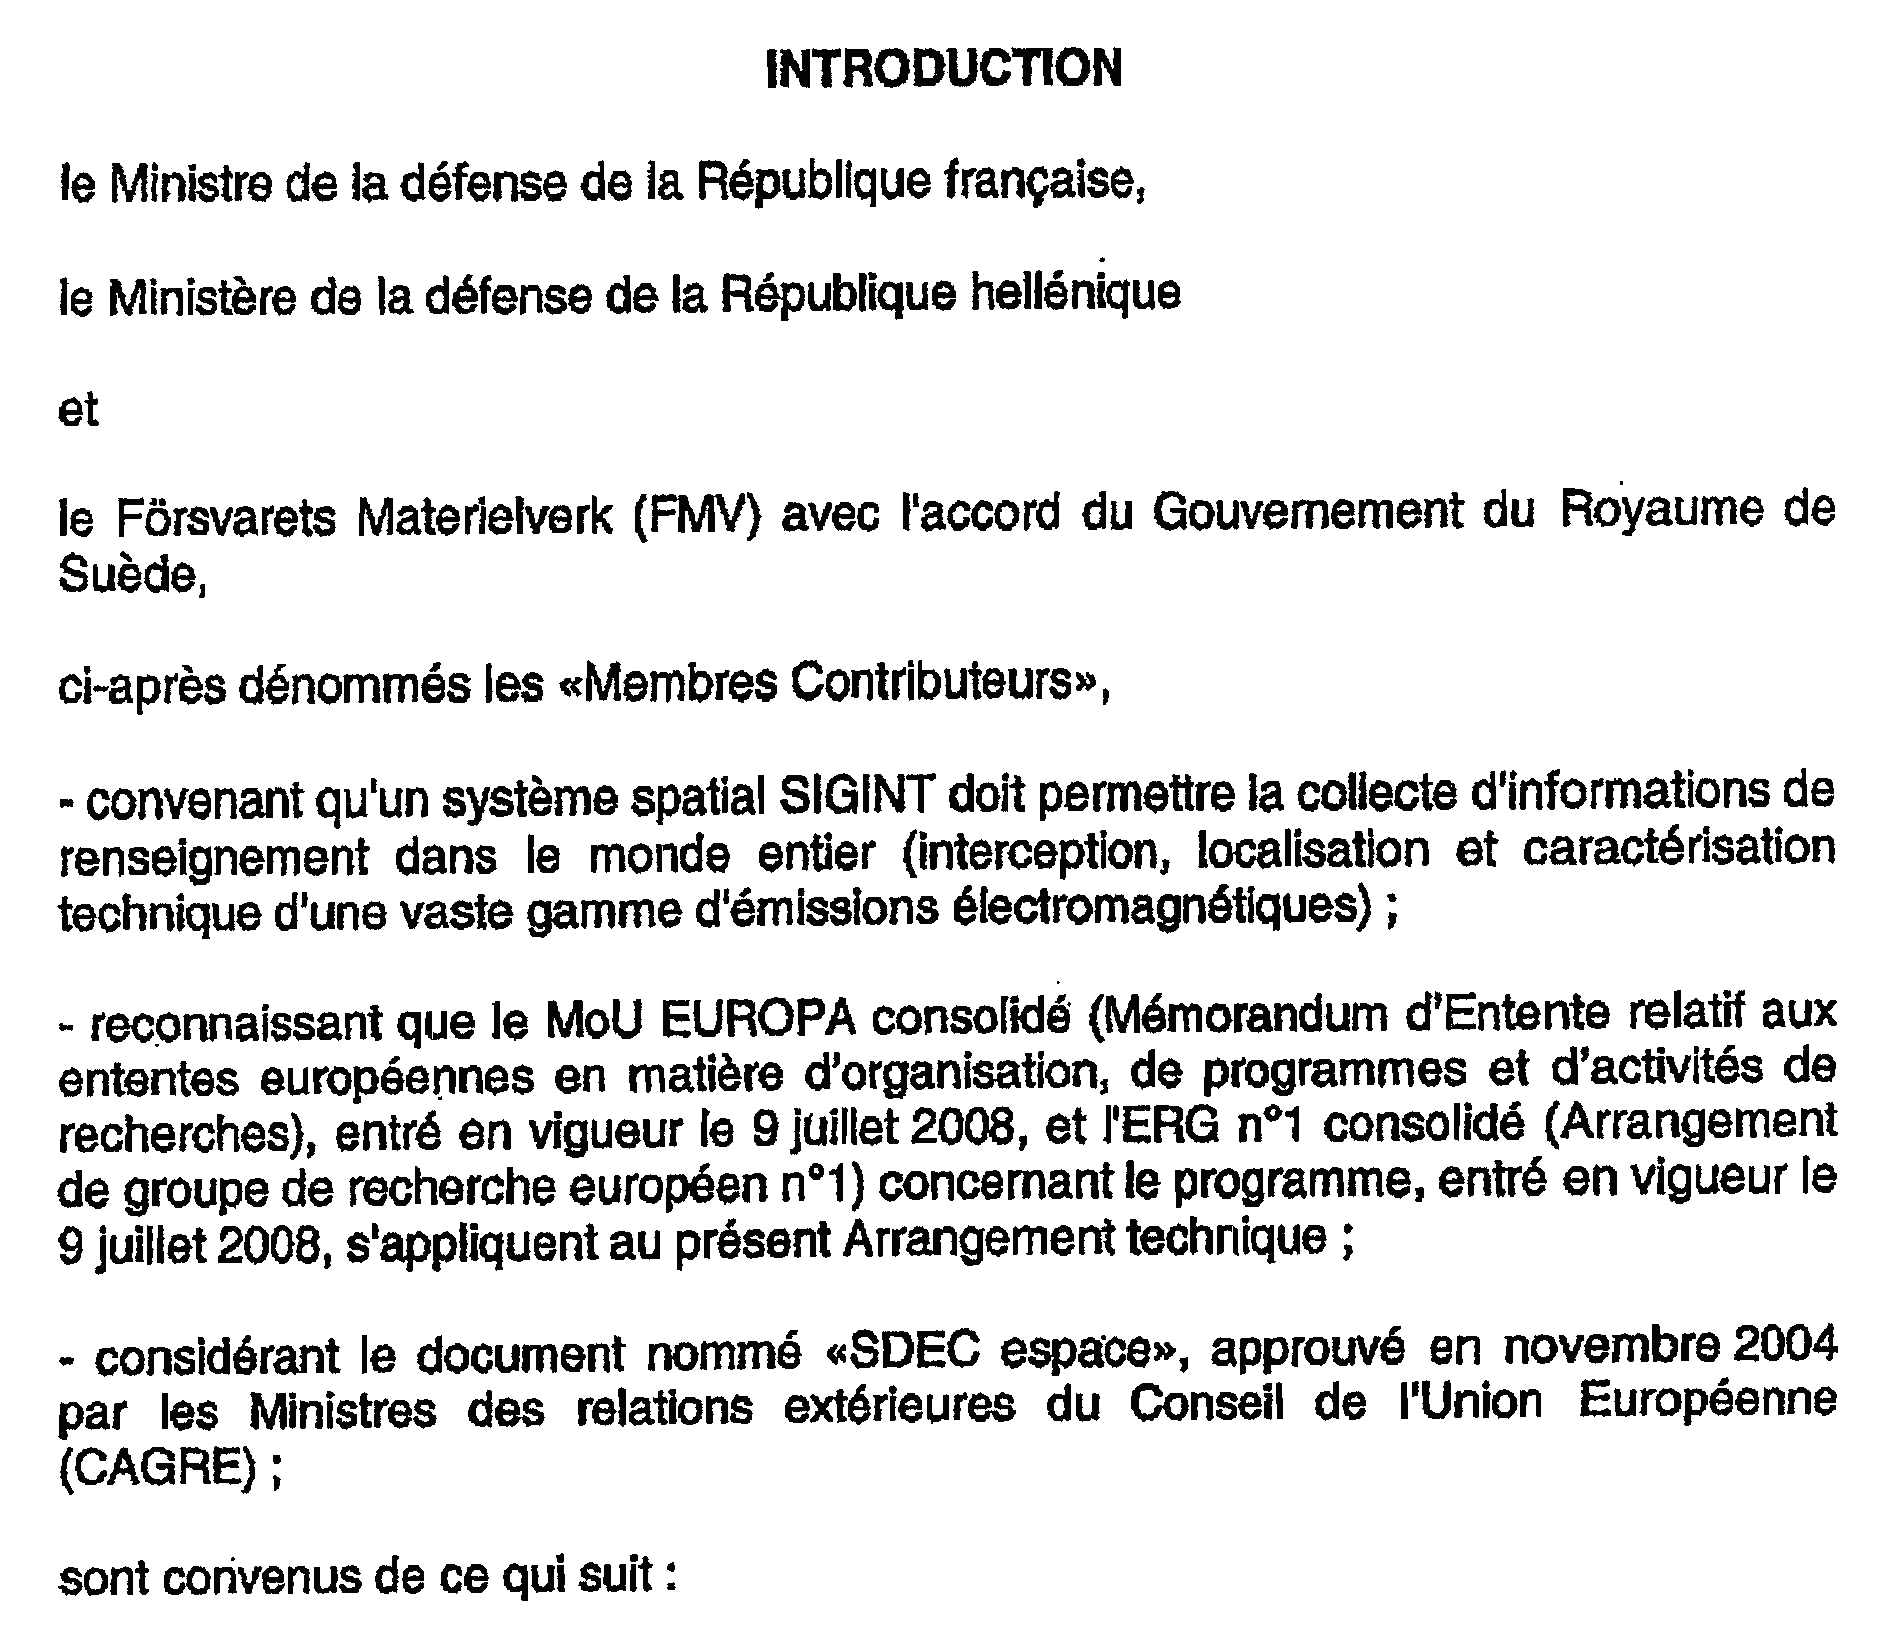 INTRODUCTION
le Ministre de la défense de la République française,
le Ministère de la défense de la République hellénique
et
le Försvarets Materielverk (FMV) avec l'accord du Gouvernement du Royaume de
Suède,
ci-après dénommés les «Membres Contributeurs»,
- convenant qu'un système spatial SIGINT doit permettre la collecte d'informations de
renseignement dans le monde entier (interception, localisation et caractérisation
technique d'une vaste gamme d'émissions électromagnétiques) ;
- reconnaissant que le MoU EUROPA consolidé (Mémorandum d'Entente relatif aux
ententes européennes en matière d'organisation, de programmes et d'activités de
recherches), entré en vigueur le 9 juillet 2008, et l'ERG n°1 consolidé (Arrangement
de groupe de recherche européen n°1) concernant le programme, entré en vigueur le
9 juillet 2008, s'appliquent au présent Arrangement technique ;
- considérant le document nommé «SDEC espace», approuvé en novembre 2004
par les Ministres des relations extérieures du Conseil de l'Union Européenne
(CAGRE) ;
sont convenus de ce qui suit :